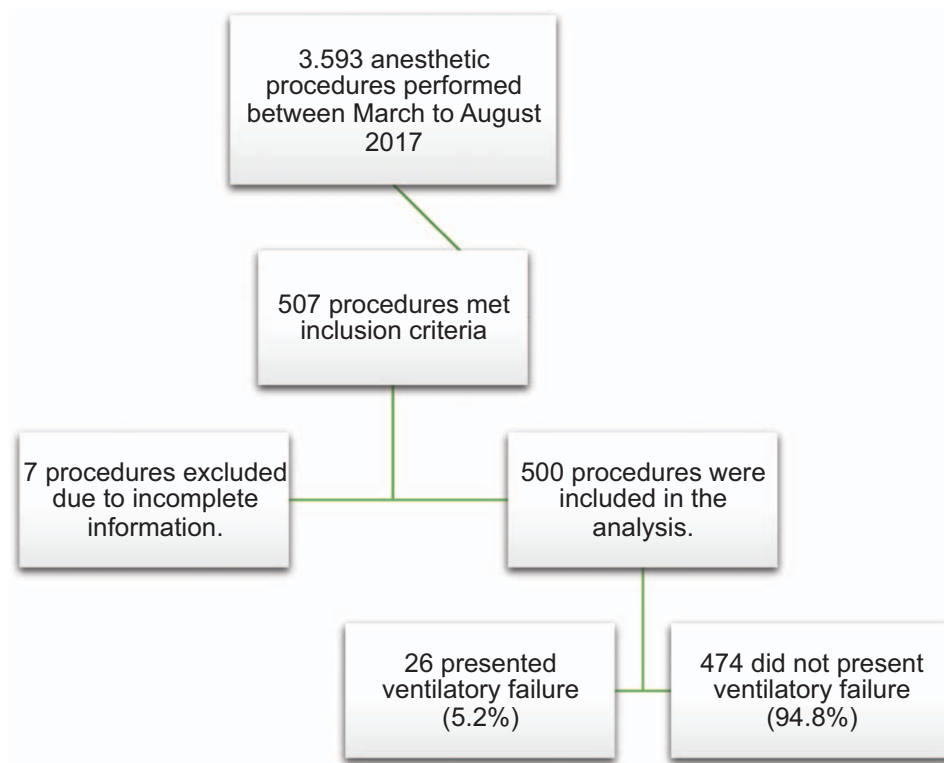 3.593 anesthetic
procedures performed
between March to August
2017
507 procedures met
inclusion criteria
7 procedures excluded
due to incomplete
information.
500 procedures were
included in the
analysis.
26 presented
ventilatory failure
(5.2%)
474 did not present
ventilatory failure
(94.8%)